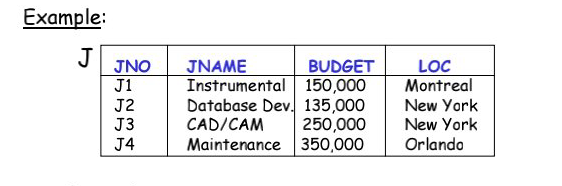 Example:
J
JNO JNAME BUDGET LOC
J1 Instrumental 150,000 Montreal
J2 Database Dev. 135,000 New York
J3 CAD/CAM 250,000 New York
J4 Maintenance 350,000 Orlando